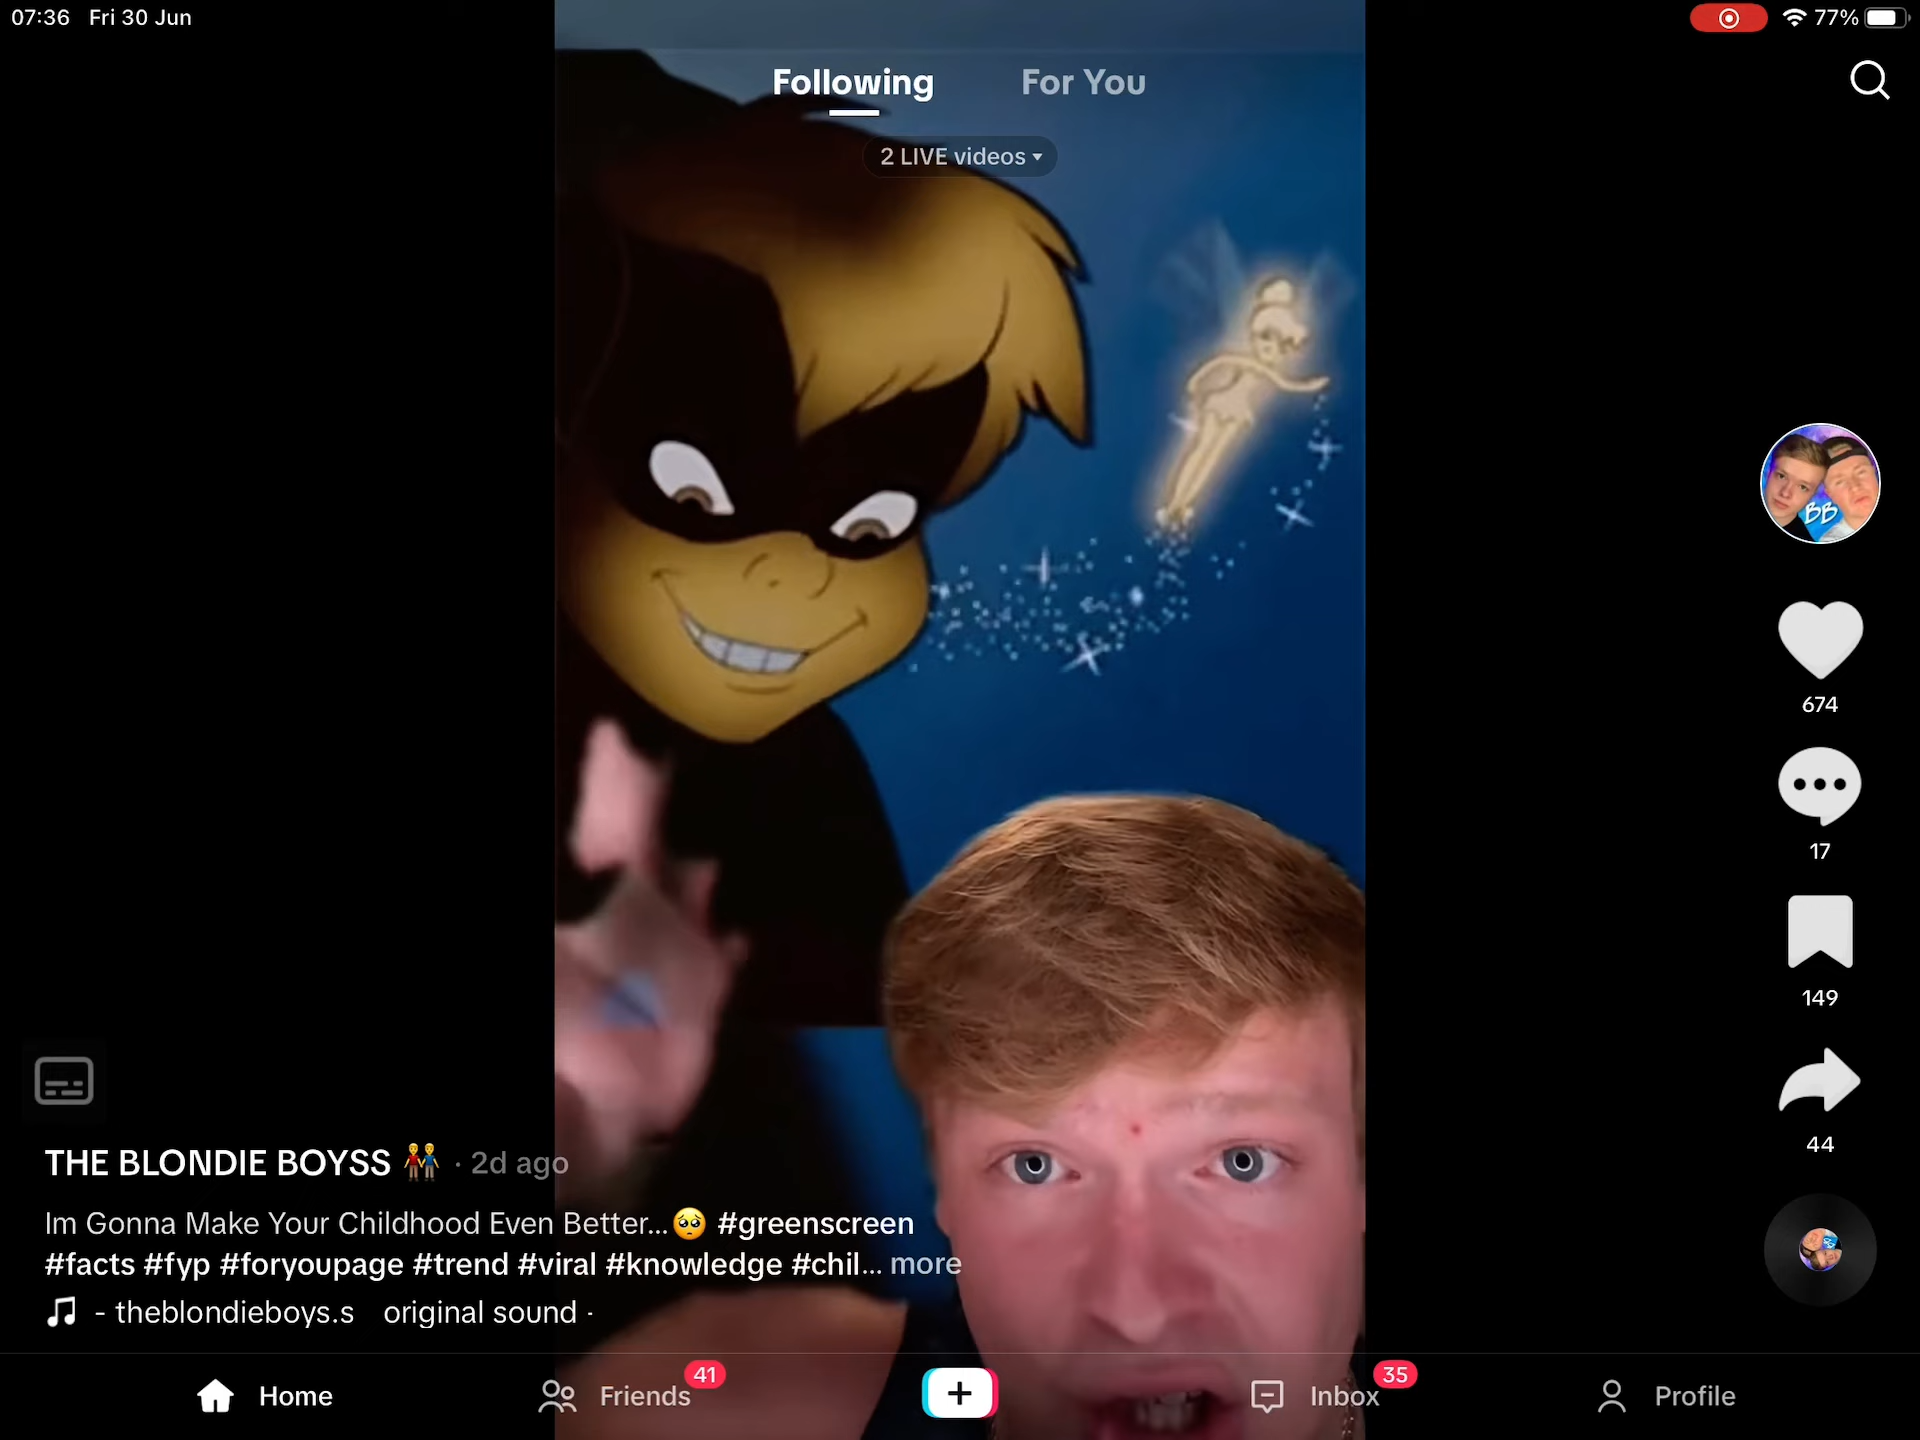 07:36 Fri 30 Jun
77%
Following For You
2 LIVE videos
BB
674
17
149
44
THE BLONDIE BOYSS 👬 · 2d ago
Im Gonna Make Your Childhood Even Better...🥺 #greenscreen
#facts #fyp #foryoupage #trend #viral #knowledge #chil... more
- theblondieboys.s original sound ·
Home Friends 41 Inbox 35 Profile